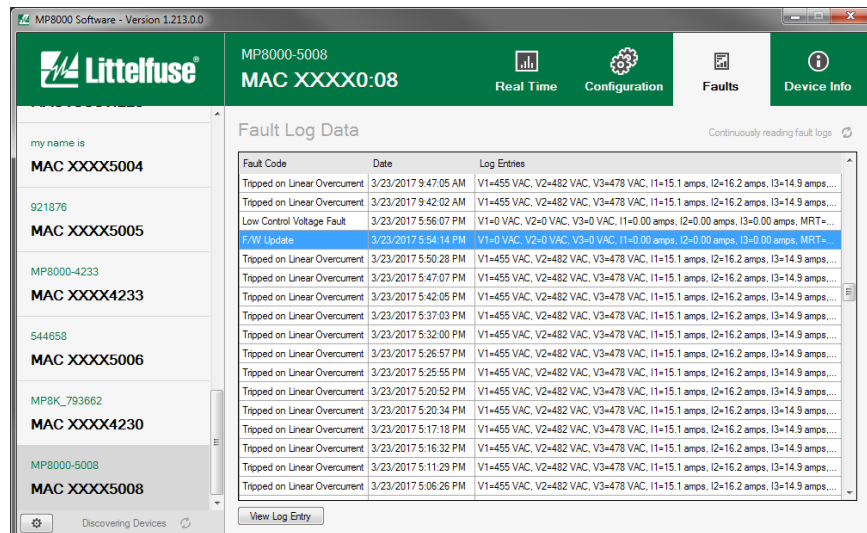 MP8000 Software - Version 1.213.0.0
Littelfuse®
MP8000-5008
MAC XXXX0:08
Real Time
Configuration
Faults
Device Info
my name is
MAC XXXX5004
921876
MAC XXXX5005
MP8000-4233
MAC XXXX4233
544658
MAC XXXX5006
MP8K_793662
MAC XXXX4230
MP8000-5008
MAC XXXX5008
Discovering Devices
Fault Log Data
Continuously reading fault logs
Fault Code Date Log Entries
Tripped on Linear Overcurrent 3/23/2017 9:47:05 AM V1=455 VAC, V2=482 VAC, V3=478 VAC, I1=15.1 amps, I2=16.2 amps, I3=14.9 amps,...
Tripped on Linear Overcurrent 3/23/2017 9:42:02 AM V1=455 VAC, V2=482 VAC, V3=478 VAC, I1=15.1 amps, I2=16.2 amps, I3=14.9 amps,...
Low Control Voltage Fault 3/23/2017 5:56:07 PM V1=0 VAC, V2=0 VAC, V3=0 VAC, I1=0.00 amps, I2=0.00 amps, I3=0.00 amps, MRT=...
F/W Update 3/23/2017 5:54:14 PM V1=0 VAC, V2=0 VAC, V3=0 VAC, I1=0.00 amps, I2=0.00 amps, I3=0.00 amps, MRT=...
Tripped on Linear Overcurrent 3/23/2017 5:50:28 PM V1=455 VAC, V2=482 VAC, V3=478 VAC, I1=15.1 amps, I2=16.2 amps, I3=14.9 amps,...
Tripped on Linear Overcurrent 3/23/2017 5:47:07 PM V1=455 VAC, V2=482 VAC, V3=478 VAC, I1=15.1 amps, I2=16.2 amps, I3=14.9 amps,...
Tripped on Linear Overcurrent 3/23/2017 5:42:05 PM V1=455 VAC, V2=482 VAC, V3=478 VAC, I1=15.1 amps, I2=16.2 amps, I3=14.9 amps,...
Tripped on Linear Overcurrent 3/23/2017 5:37:03 PM V1=455 VAC, V2=482 VAC, V3=478 VAC, I1=15.1 amps, I2=16.2 amps, I3=14.9 amps,...
Tripped on Linear Overcurrent 3/23/2017 5:32:00 PM V1=455 VAC, V2=482 VAC, V3=478 VAC, I1=15.1 amps, I2=16.2 amps, I3=14.9 amps,...
Tripped on Linear Overcurrent 3/23/2017 5:26:57 PM V1=455 VAC, V2=482 VAC, V3=478 VAC, I1=15.1 amps, I2=16.2 amps, I3=14.9 amps,...
Tripped on Linear Overcurrent 3/23/2017 5:25:55 PM V1=455 VAC, V2=482 VAC, V3=478 VAC, I1=15.1 amps, I2=16.2 amps, I3=14.9 amps,...
Tripped on Linear Overcurrent 3/23/2017 5:20:52 PM V1=455 VAC, V2=482 VAC, V3=478 VAC, I1=15.1 amps, I2=16.2 amps, I3=14.9 amps,...
Tripped on Linear Overcurrent 3/23/2017 5:20:34 PM V1=455 VAC, V2=482 VAC, V3=478 VAC, I1=15.1 amps, I2=16.2 amps, I3=14.9 amps,...
Tripped on Linear Overcurrent 3/23/2017 5:17:18 PM V1=455 VAC, V2=482 VAC, V3=478 VAC, I1=15.1 amps, I2=16.2 amps, I3=14.9 amps,...
Tripped on Linear Overcurrent 3/23/2017 5:16:32 PM V1=455 VAC, V2=482 VAC, V3=478 VAC, I1=15.1 amps, I2=16.2 amps, I3=14.9 amps,...
Tripped on Linear Overcurrent 3/23/2017 5:11:29 PM V1=455 VAC, V2=482 VAC, V3=478 VAC, I1=15.1 amps, I2=16.2 amps, I3=14.9 amps,...
Tripped on Linear Overcurrent 3/23/2017 5:06:26 PM V1=455 VAC, V2=482 VAC, V3=478 VAC, I1=15.1 amps, I2=16.2 amps, I3=14.9 amps,...
View Log Entry